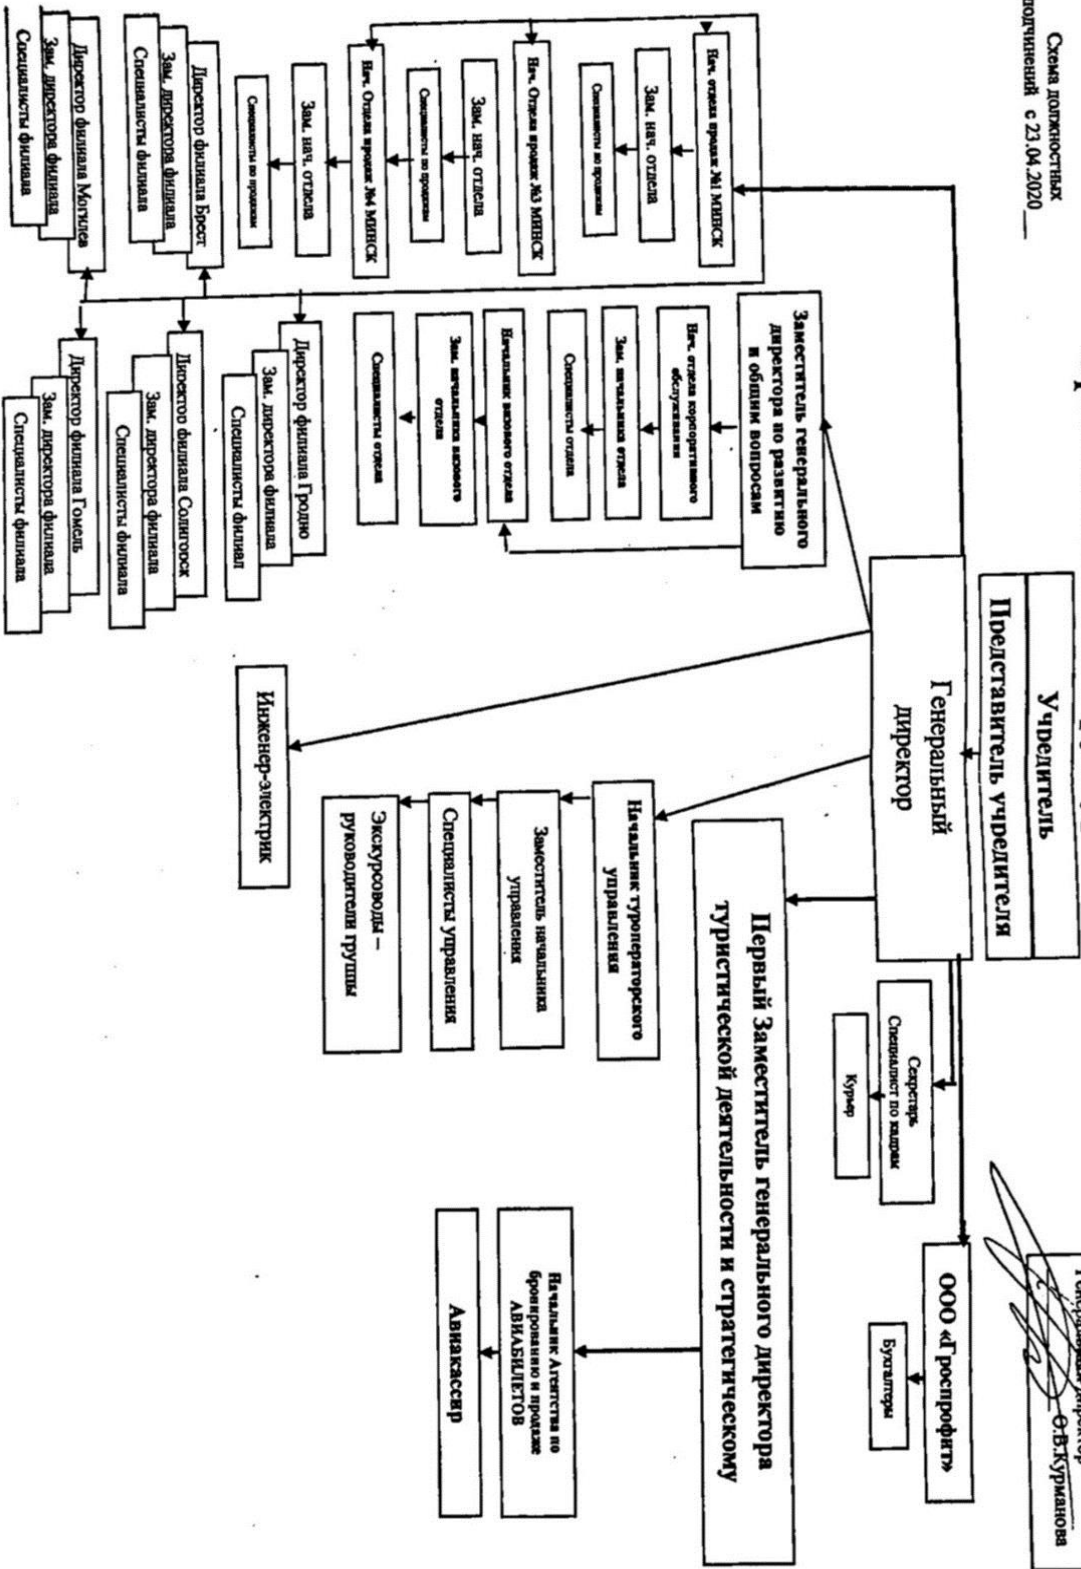 Схема должностных
подчинений с 23.04.2020
О.В.Курманова
Учредитель
Представитель учредителя
Генеральный
директор
Секретарь
Специалист по кадрам
Курьер
ООО «Гроспрофит»
Бухгалтеры
Первый Заместитель генерального директора
туристической деятельности и стратегическому
Начальник Агентства по
бронированию и продаже
АВИАБИЛЕТОВ
Авиакассир
Начальник туроператорского
управления
Заместитель начальника
управления
Специалисты управления
Экскурсоводы –
руководители группы
Инженер-электрик
Заместитель генерального
директора по развитию
и общим вопросам
Нач. отдела корпоративного
обслуживания
Зам. начальника отдела
Специалисты отдела
Начальник визового отдела
Зам. начальника визового
отдела
Специалисты отдела
Нач. отдела продаж №1 МИНСК
Зам. нач. отдела
Специалисты по продажам
Нач. Отдела продаж №3 МИНСК
Зам. нач. отдела
Специалисты по продажам
Нач. Отдела продаж №4 МИНСК
Зам. нач. отдела
Специалисты по продажам
Директор филиала Гродно
Зам. директора филиала
Специалисты филиал
Директор филиала Брест
Зам. директора филиала
Специалисты филиала
Директор филиала Солигорск
Зам. директора филиала
Специалисты филиала
Директор филиала Могилев
Зам. директора филиала
Специалисты филиала
Директор филиала Гомель
Зам. директора филиала
Специалисты филиала